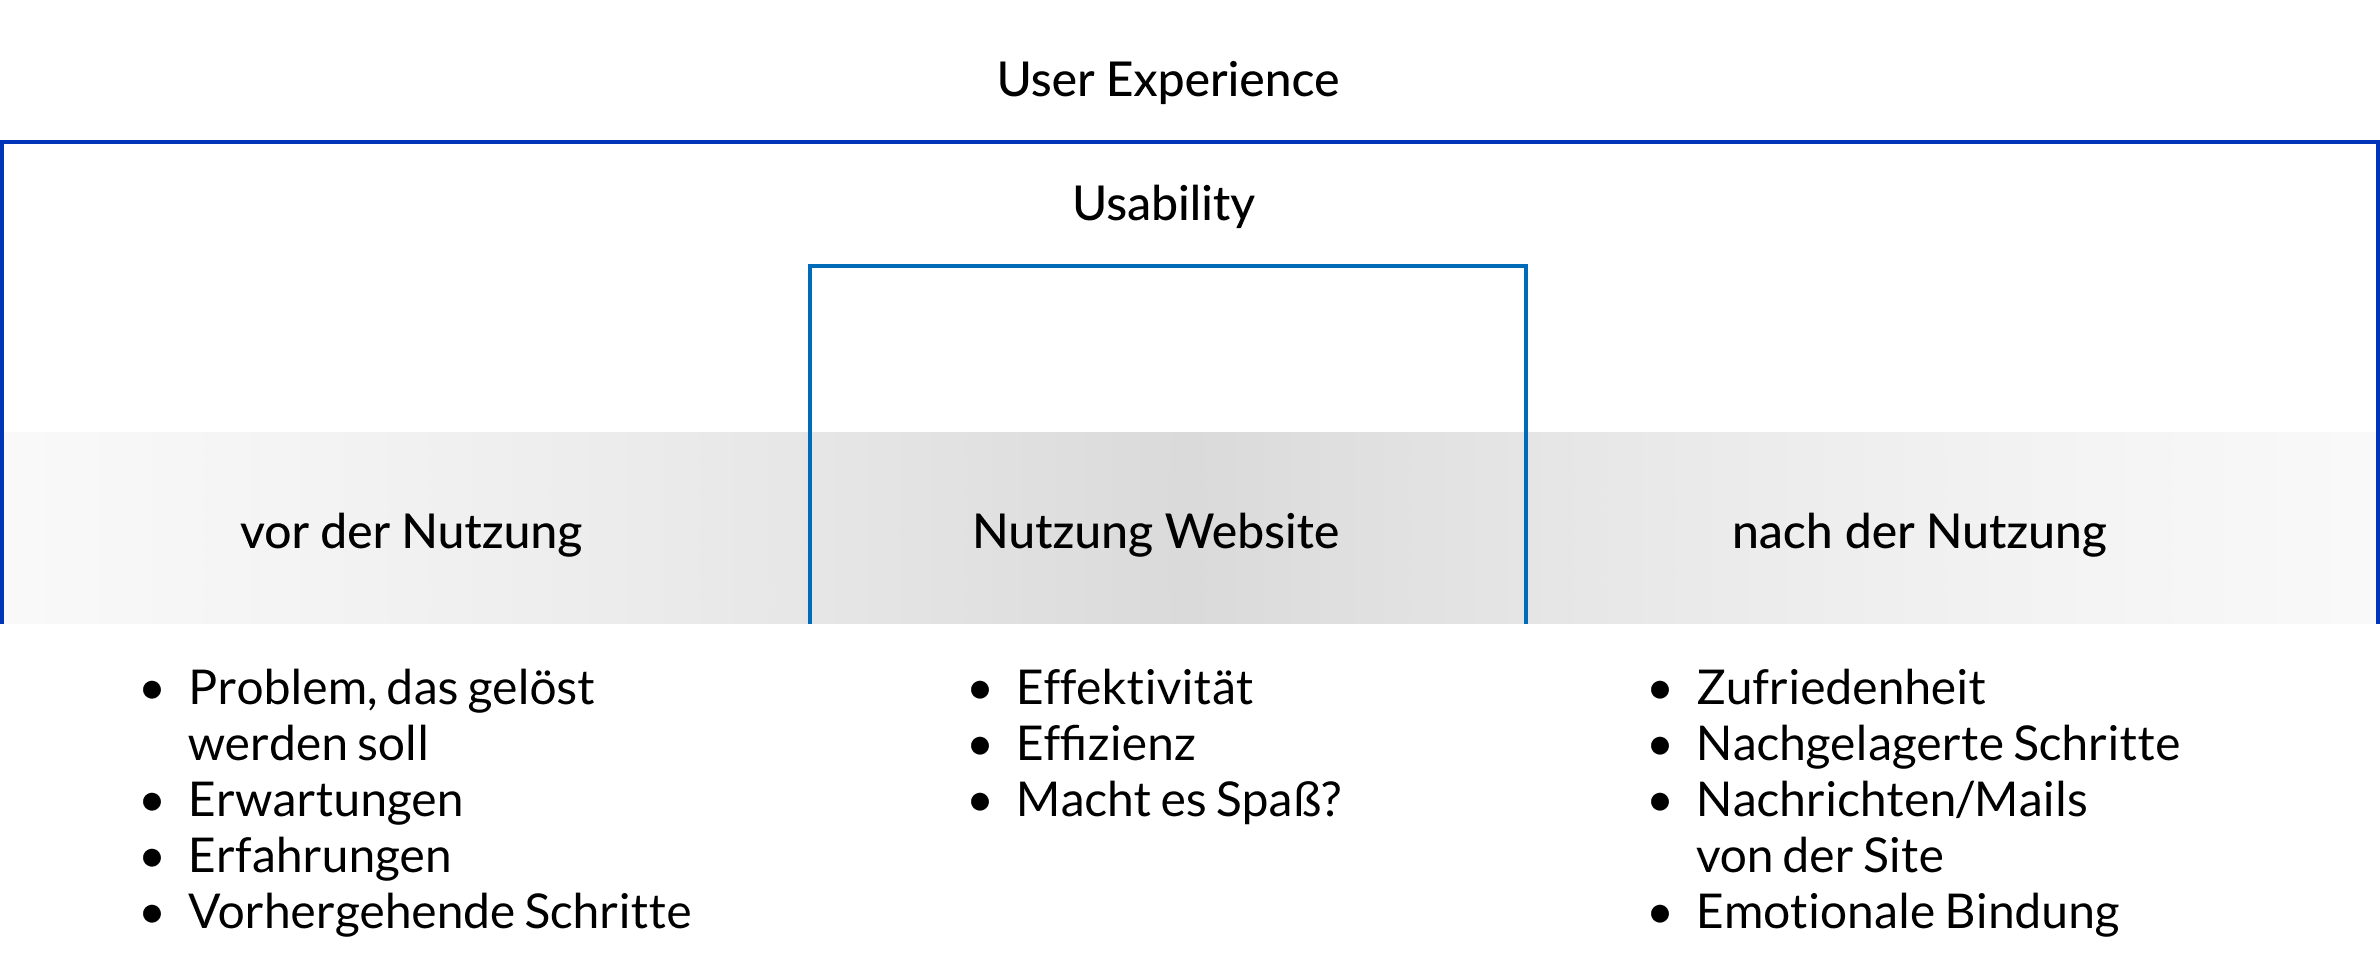 User Experience
Usability
vor der Nutzung
Nutzung Website
nach der Nutzung
• Problem, das gelöst
werden soll
• Erwartungen
• Erfahrungen
• Vorhergehende Schritte
• Effektivität
• Effizienz
• Macht es Spaß?
• Zufriedenheit
• Nachgelagerte Schritte
• Nachrichten/Mails
von der Site
• Emotionale Bindung